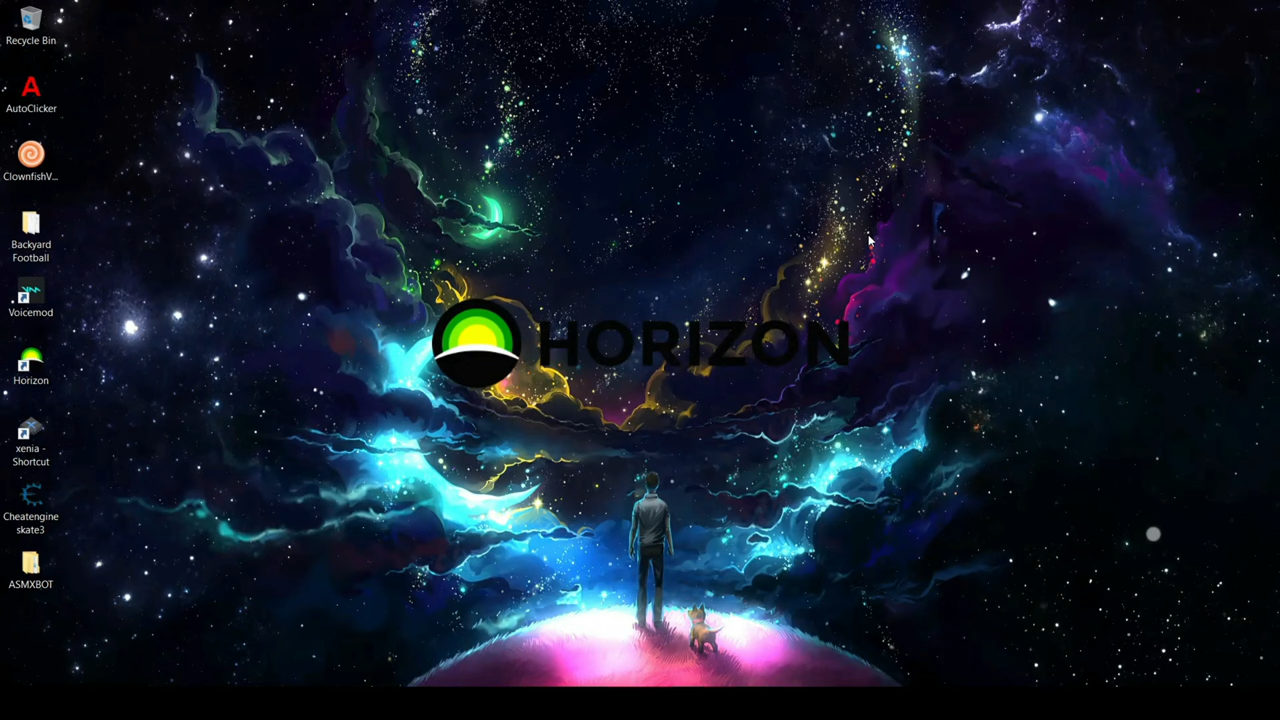 Recycle Bin
AutoClicker
ClownfishV...
Backyard
Football
Voicemod
Horizon
xenia -
Shortcut
Cheatengine
skate3
ASMXBOT
HORIZON